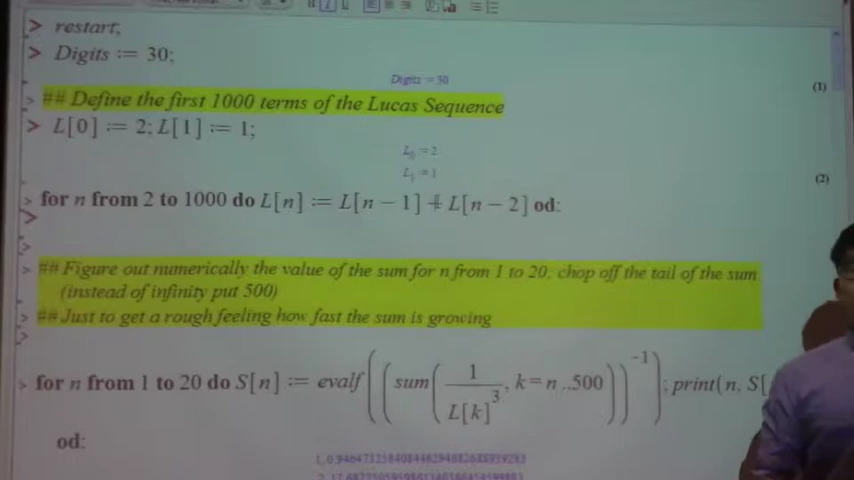 > restart;
> Digits := 30;
Digits := 30
(1)
> ## Define the first 1000 terms of the Lucas Sequence
> L[0] := 2; L[1] := 1;
L₀ := 2
L₁ := 1
(2)
> for n from 2 to 1000 do L[n] := L[n − 1] + L[n − 2] od:
>
>
> ## Figure out numerically the value of the sum for n from 1 to 20, chop off the tail of the sum
(instead of infinity put 500)
> ## Just to get a rough feeling how fast the sum is growing
>
> for n from 1 to 20 do S[n] := evalf((sum(1/L[k]^3, k = n ..500))^−1); print(n, S[
od: